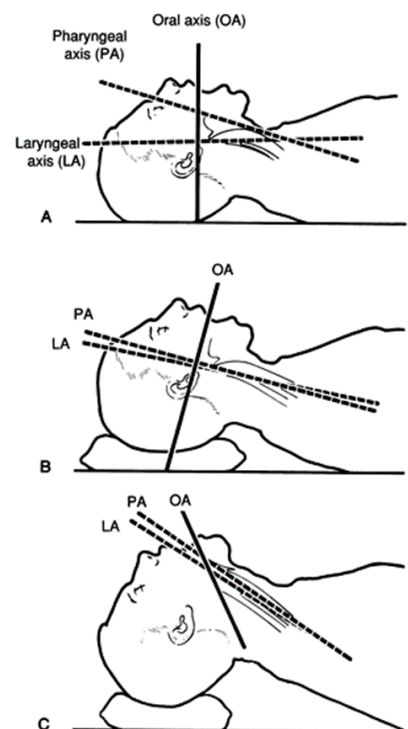 Oral axis (OA)
Pharyngeal
axis (PA)
Laryngeal
axis (LA)
A
OA
PA
LA
B
PA OA
LA
C